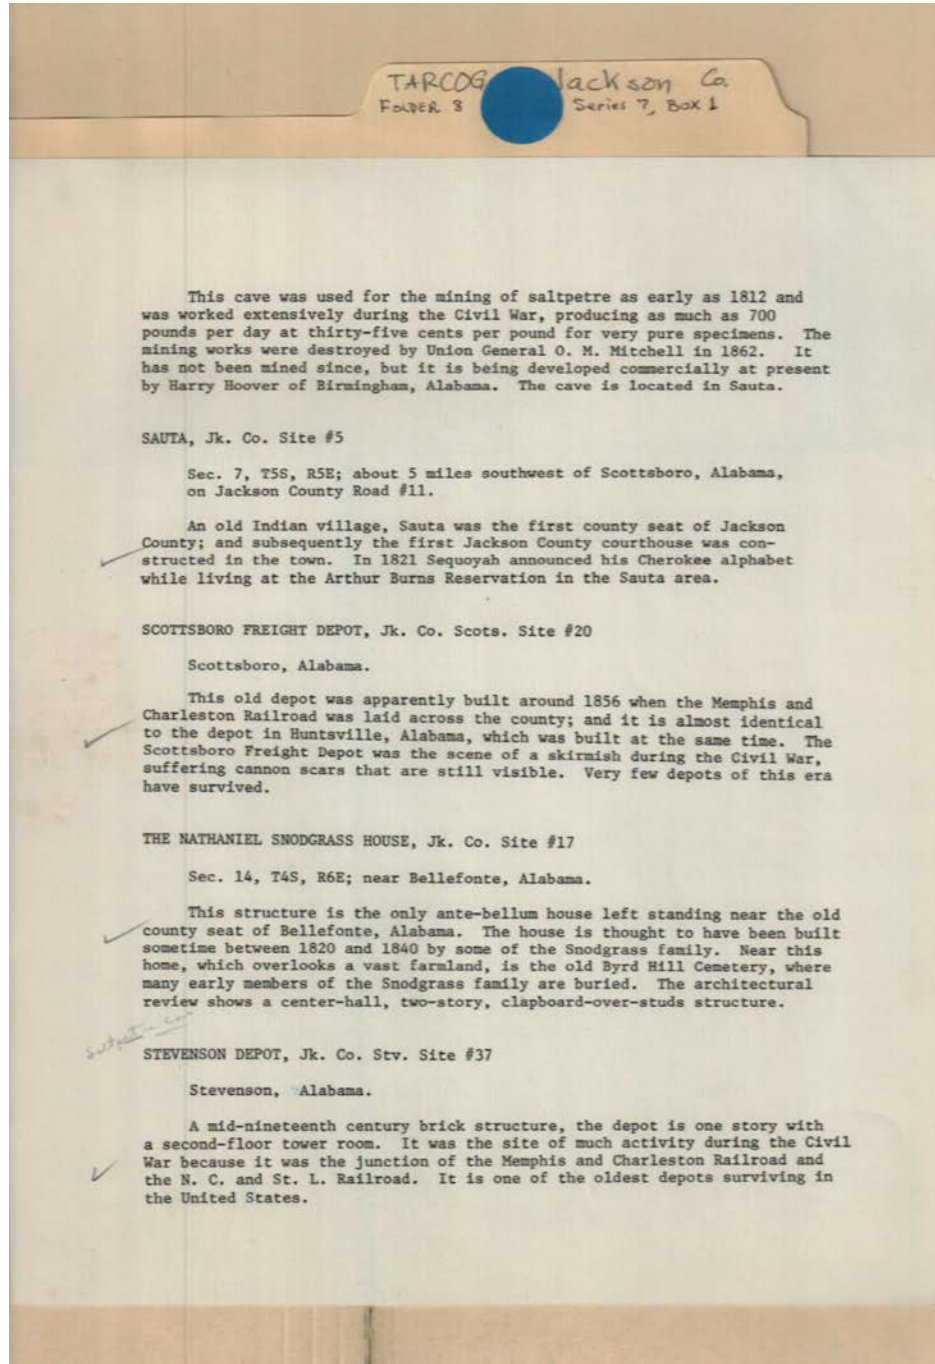 TARCOG Jackson Co.
FOLDER 8 Series 7, Box 1
This cave was used for the mining of saltpetre as early as 1812 and
was worked extensively during the Civil War, producing as much as 700
pounds per day at thirty-five cents per pound for very pure specimens. The
mining works were destroyed by Union General O. M. Mitchell in 1862. It
has not been mined since, but it is being developed commercially at present
by Harry Hoover of Birmingham, Alabama. The cave is located in Sauta.
SAUTA, Jk. Co. Site #5
Sec. 7, T5S, R5E; about 5 miles southwest of Scottsboro, Alabama,
on Jackson County Road #11.
An old Indian village, Sauta was the first county seat of Jackson
County; and subsequently the first Jackson County courthouse was con-
structed in the town. In 1821 Sequoyah announced his Cherokee alphabet
while living at the Arthur Burns Reservation in the Sauta area.
SCOTTSBORO FREIGHT DEPOT, Jk. Co. Scots. Site #20
Scottsboro, Alabama.
This old depot was apparently built around 1856 when the Memphis and
Charleston Railroad was laid across the county; and it is almost identical
to the depot in Huntsville, Alabama, which was built at the same time. The
Scottsboro Freight Depot was the scene of a skirmish during the Civil War,
suffering cannon scars that are still visible. Very few depots of this era
have survived.
THE NATHANIEL SNODGRASS HOUSE, Jk. Co. Site #17
Sec. 14, T4S, R6E; near Bellefonte, Alabama.
This structure is the only ante-bellum house left standing near the old
county seat of Bellefonte, Alabama. The house is thought to have been built
sometime between 1820 and 1840 by some of the Snodgrass family. Near this
home, which overlooks a vast farmland, is the old Byrd Hill Cemetery, where
many early members of the Snodgrass family are buried. The architectural
review shows a center-hall, two-story, clapboard-over-studs structure.
STEVENSON DEPOT, Jk. Co. Stv. Site #37
Stevenson, Alabama.
A mid-nineteenth century brick structure, the depot is one story with
a second-floor tower room. It was the site of much activity during the Civil
War because it was the junction of the Memphis and Charleston Railroad and
the N. C. and St. L. Railroad. It is one of the oldest depots surviving in
the United States.